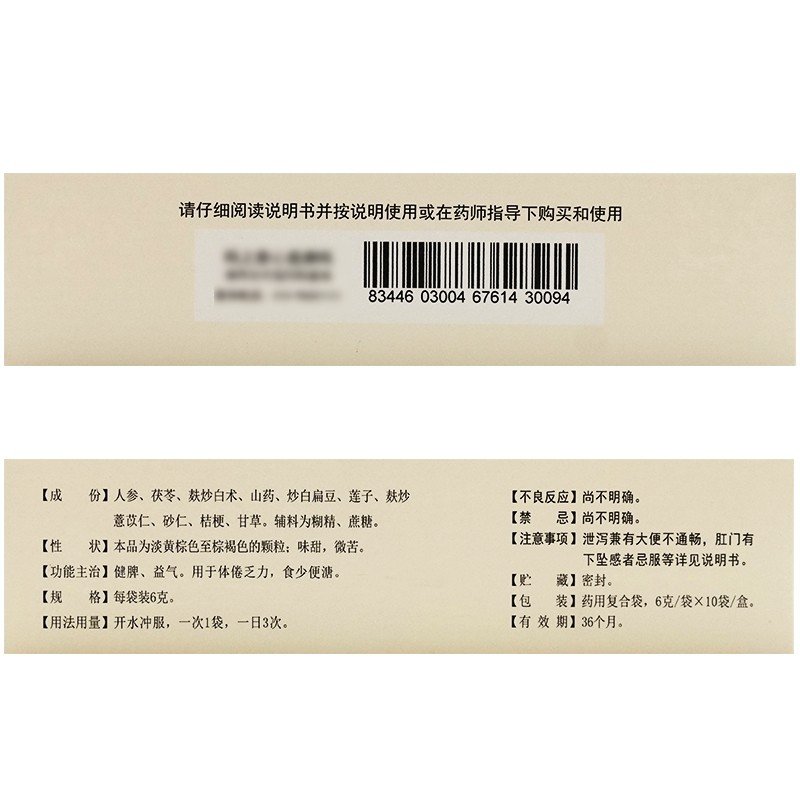 请仔细阅读说明书并按说明使用或在药师指导下购买和使用
83446 03004 67614 30094
【成 份】人参、茯苓、麸炒白术、山药、炒白扁豆、莲子、麸炒
薏苡仁、砂仁、桔梗、甘草。辅料为糊精、蔗糖。
【性 状】本品为淡黄棕色至棕褐色的颗粒；味甜，微苦。
【功能主治】健脾、益气。用于体倦乏力，食少便溏。
【规 格】每袋装6克。
【用法用量】开水冲服，一次1袋，一日3次。
【不良反应】尚不明确。
【禁 忌】尚不明确。
【注意事项】泄泻兼有大便不通畅，肛门有
下坠感者忌服等详见说明书。
【贮 藏】密封。
【包 装】药用复合袋，6克/袋×10袋/盒。
【有 效 期】36个月。